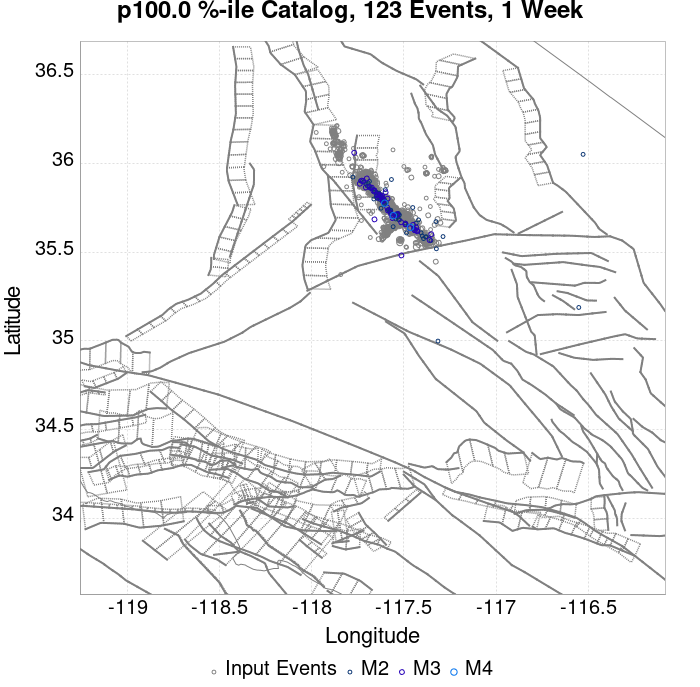 p100.0 %-ile Catalog, 123 Events, 1 Week
36.5
36
35.5
35
34.5
34
Latitude
-119 -118.5 -118 -117.5 -117 -116.5
Longitude
Input Events M2 M3 M4